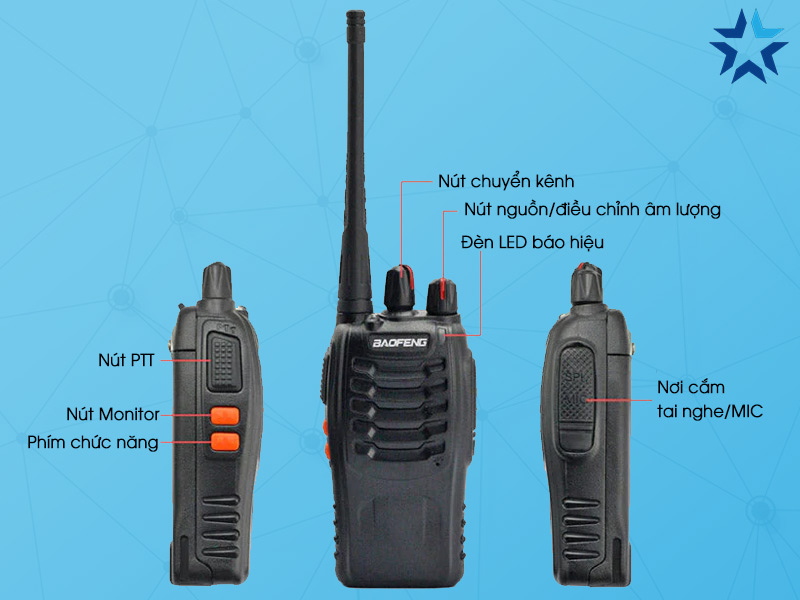 Nút chuyển kênh
Nút nguồn/điều chỉnh âm lượng
Đèn LED báo hiệu
BAOFENG
Nút PTT
Nút Monitor
Phím chức năng
Nơi cắm
tai nghe/MIC